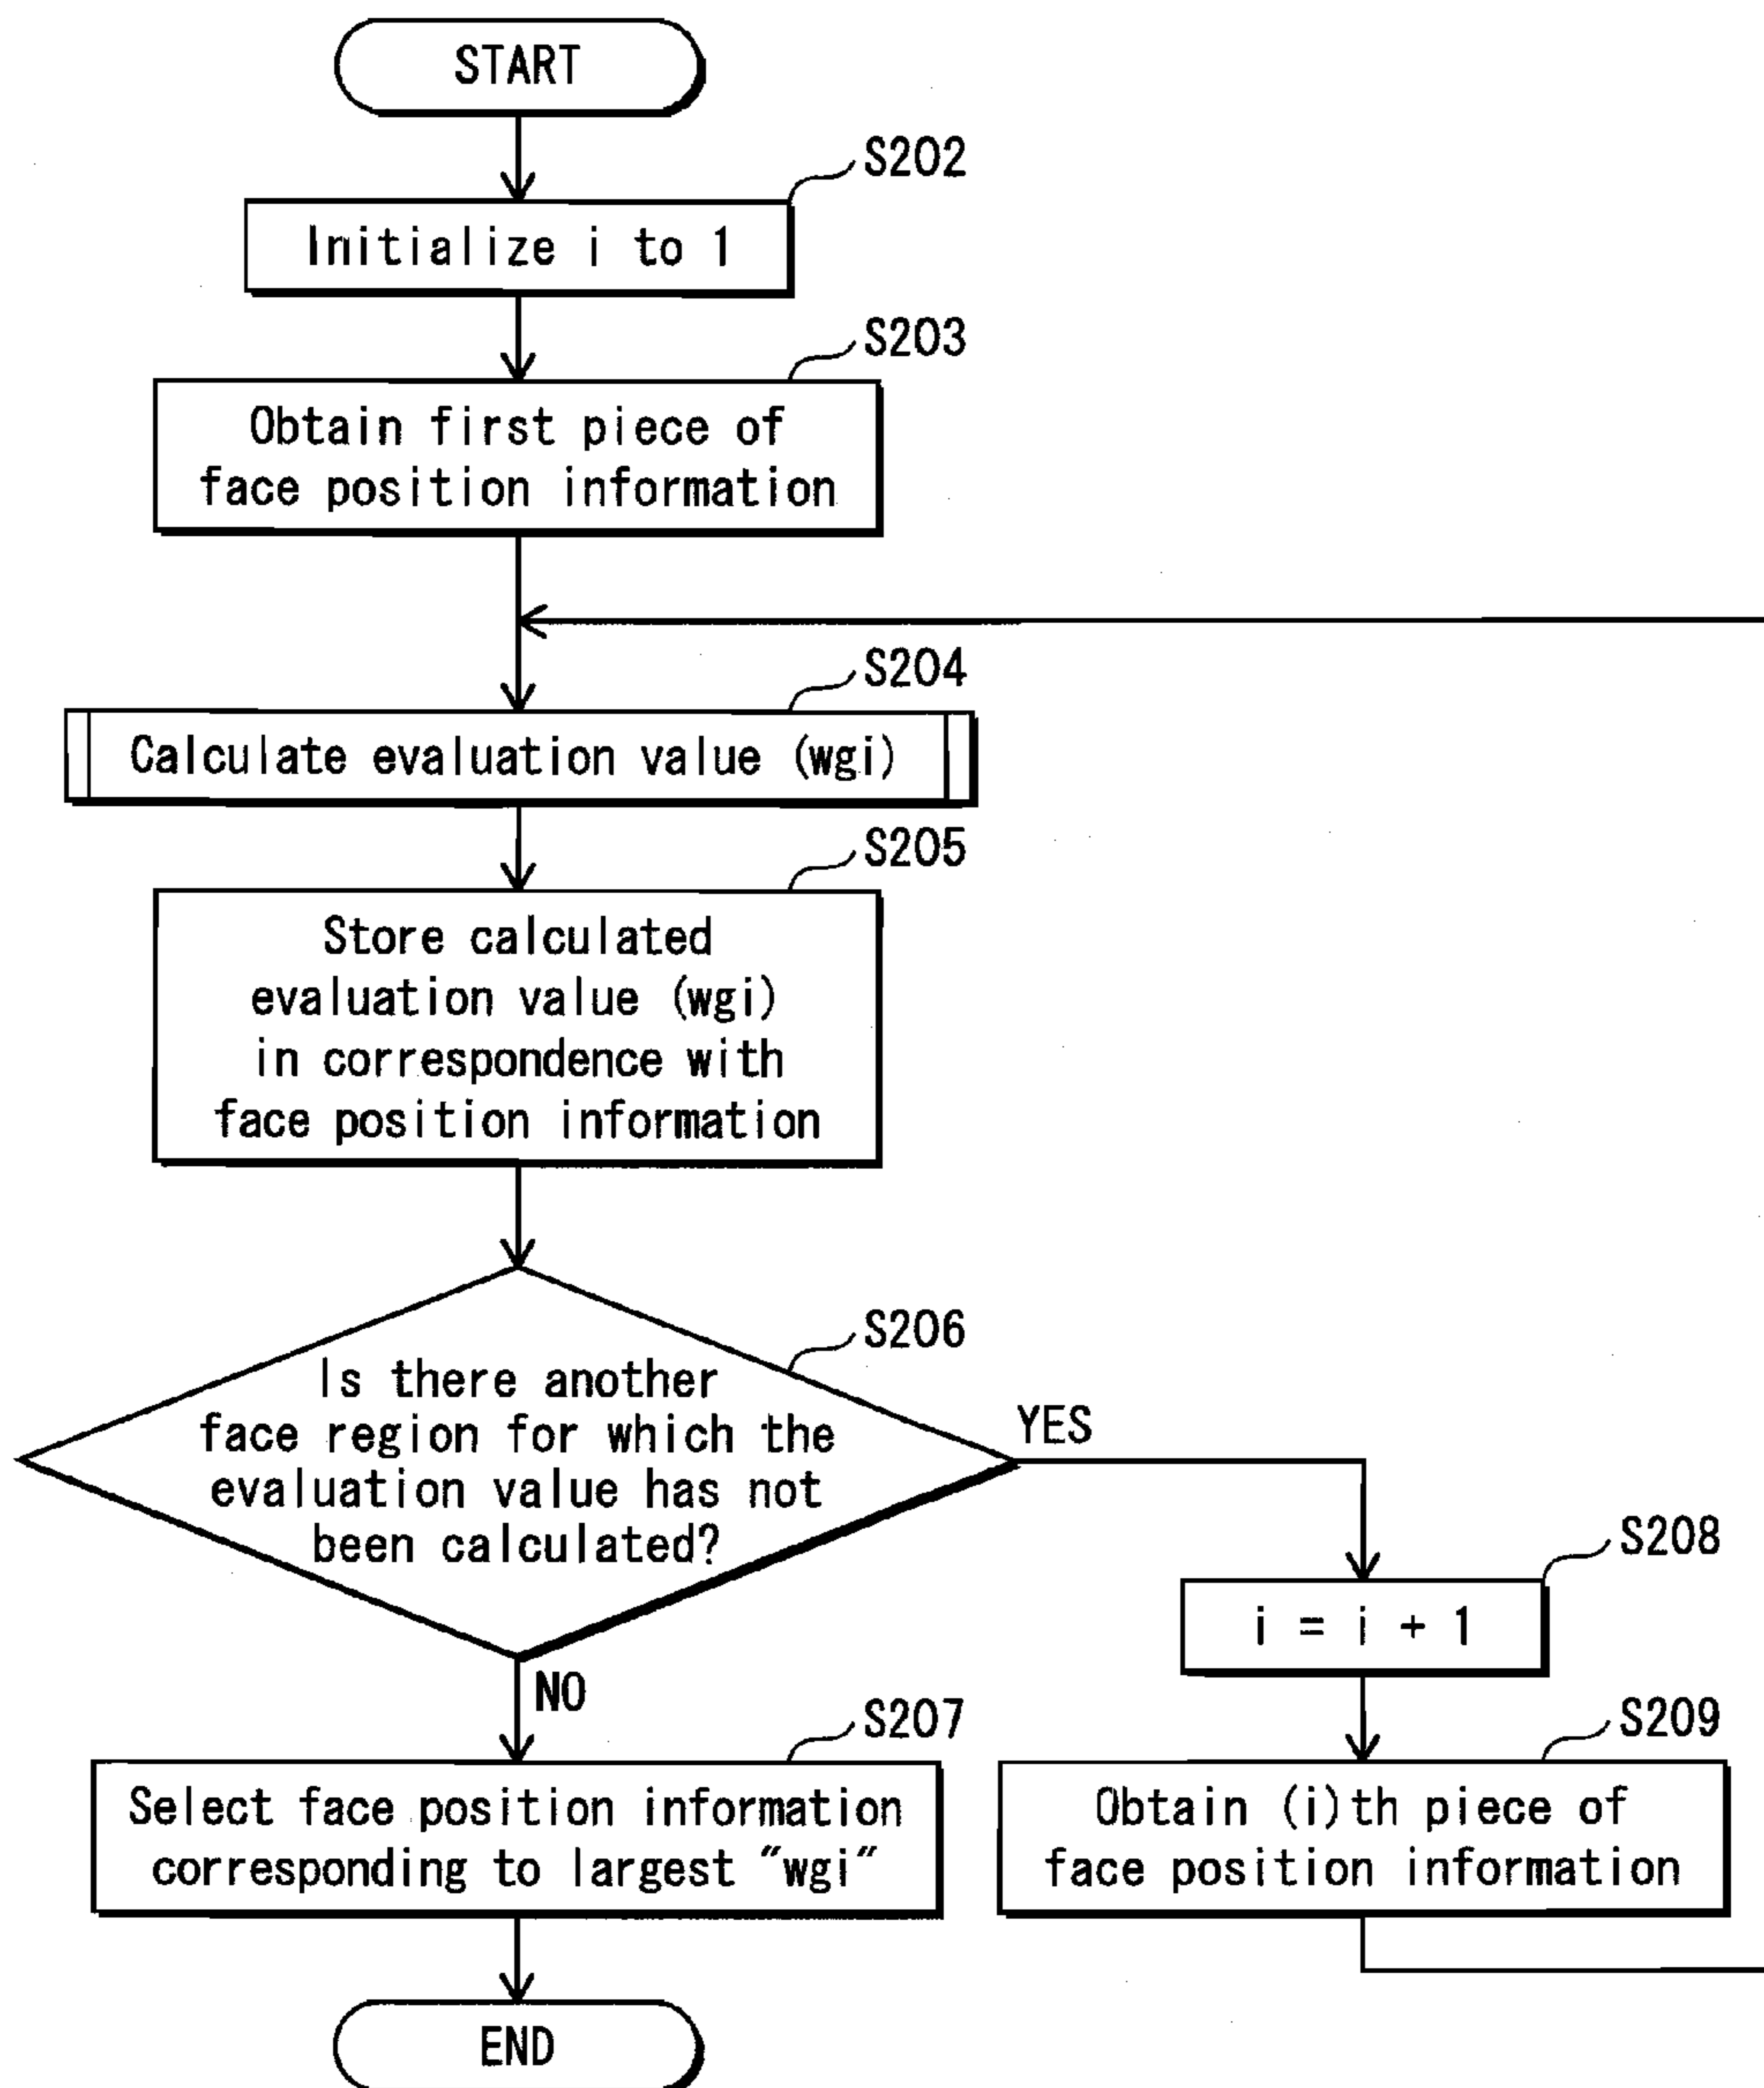 START
S202
Initialize i to 1
S203
Obtain first piece of
face position information
S204
Calculate evaluation value (wgi)
S205
Store calculated
evaluation value (wgi)
in correspondence with
face position information
S206
Is there another
face region for which the
evaluation value has not
been calculated?
YES
NO
S208
i = i + 1
S207
Select face position information
corresponding to largest "wgi"
S209
Obtain (i)th piece of
face position information
END